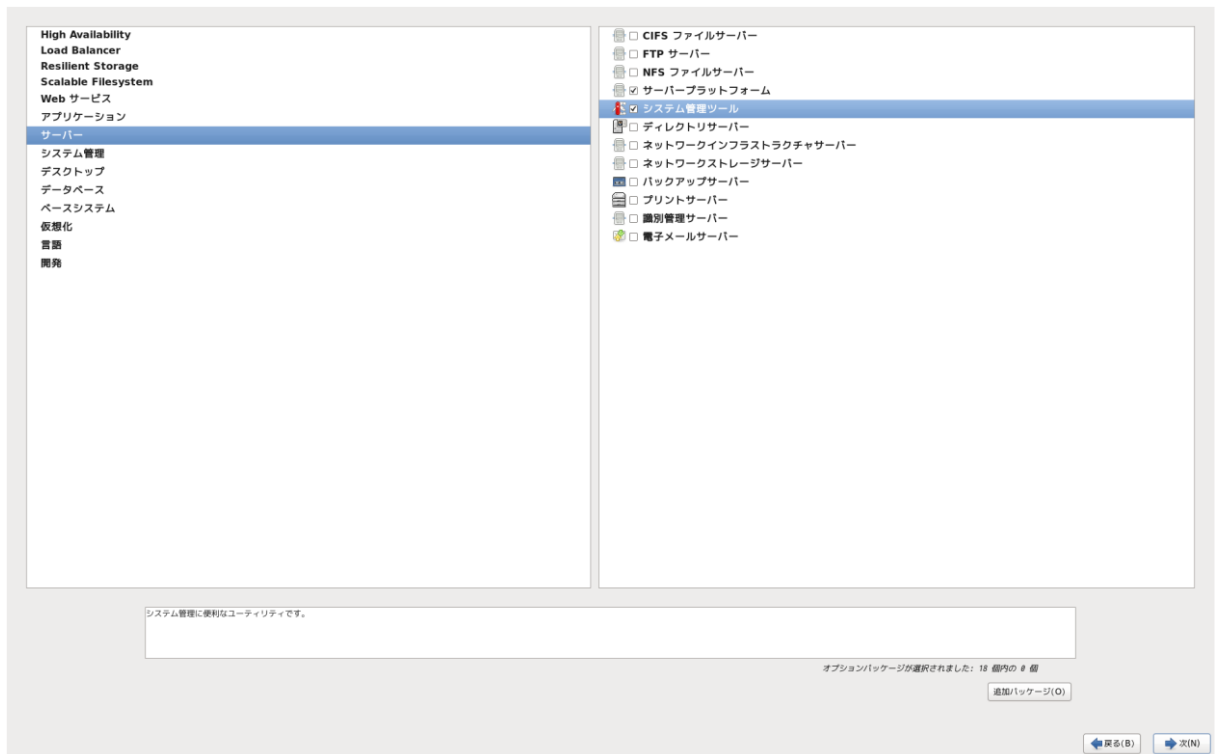 High Availability
Load Balancer
Resilient Storage
Scalable Filesystem
Web サービス
アプリケーション
サーバー
システム管理
デスクトップ
データベース
ベースシステム
仮想化
言語
開発
CIFS ファイルサーバー
FTP サーバー
NFS ファイルサーバー
サーバープラットフォーム
システム管理ツール
ディレクトリサーバー
ネットワークインフラストラクチャサーバー
ネットワークストレージサーバー
バックアップサーバー
プリントサーバー
識別管理サーバー
電子メールサーバー
システム管理に便利なユーティリティです。
オプションパッケージが選択されました: 18 個内の 0 個
追加パッケージ(O)
戻る(B)
次(N)